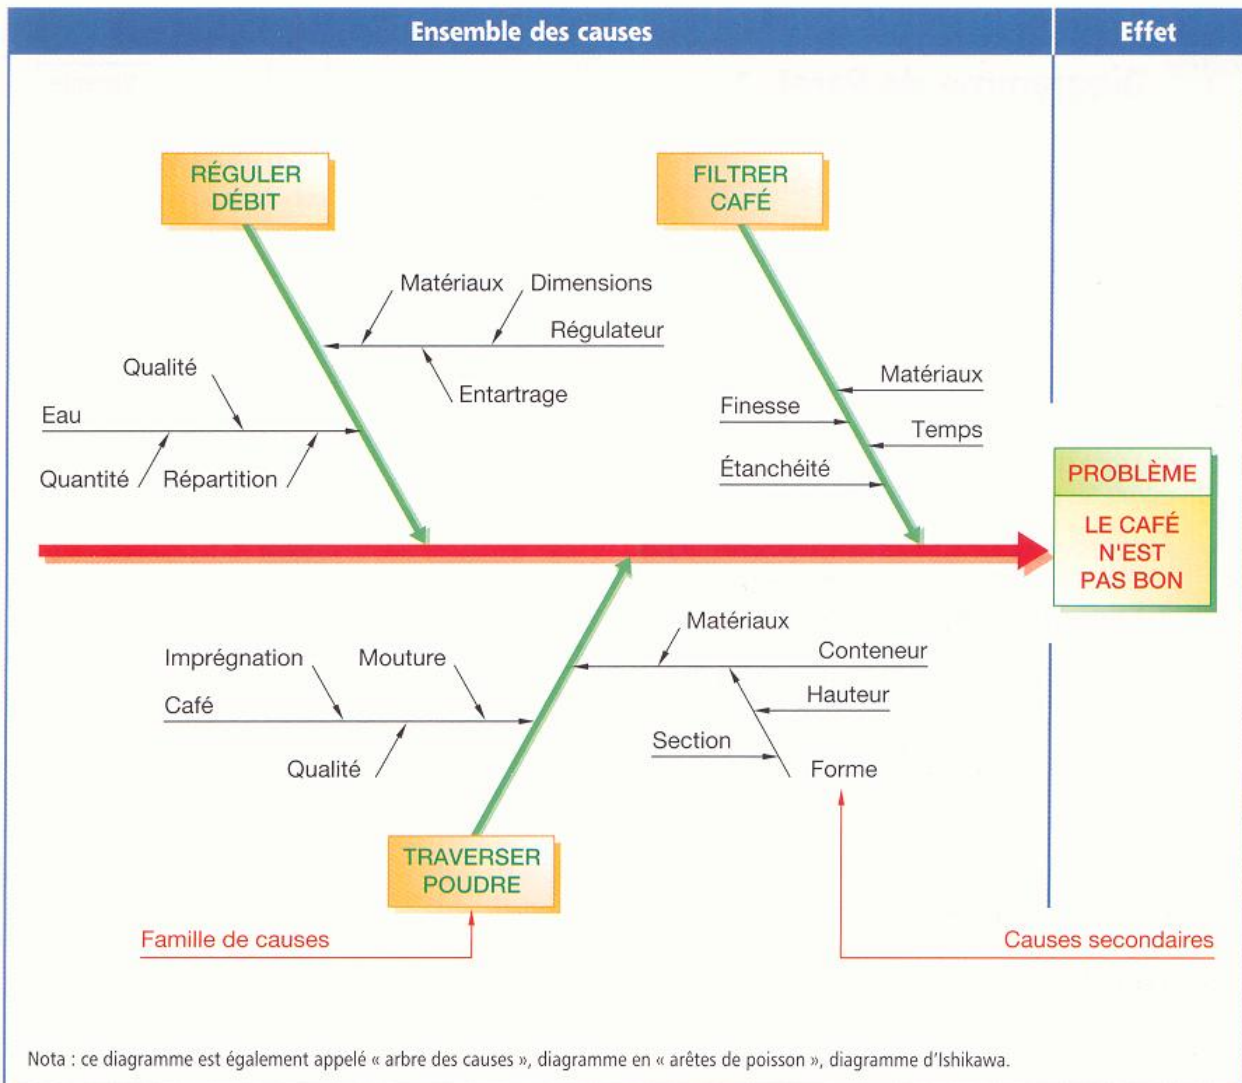 Ensemble des causes
Effet
RÉGULER
DÉBIT
FILTRER
CAFÉ
Matériaux
Dimensions
Régulateur
Entartrage
Qualité
Eau
Quantité
Répartition
Matériaux
Finesse
Temps
Étanchéité
PROBLÈME
LE CAFÉ
N'EST
PAS BON
Matériaux
Conteneur
Hauteur
Section
Forme
Imprégnation
Mouture
Café
Qualité
TRAVERSER
POUDRE
Famille de causes
Causes secondaires
Nota : ce diagramme est également appelé « arbre des causes », diagramme en « arêtes de poisson », diagramme d'Ishikawa.